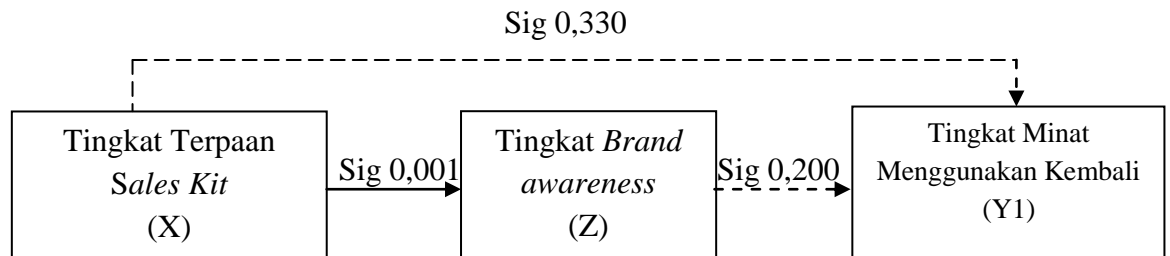 Sig 0,330
Tingkat Terpaan
Sales Kit
(X)
Sig 0,001
Tingkat Brand
awareness
(Z)
Sig 0,200
Tingkat Minat
Menggunakan Kembali
(Y1)